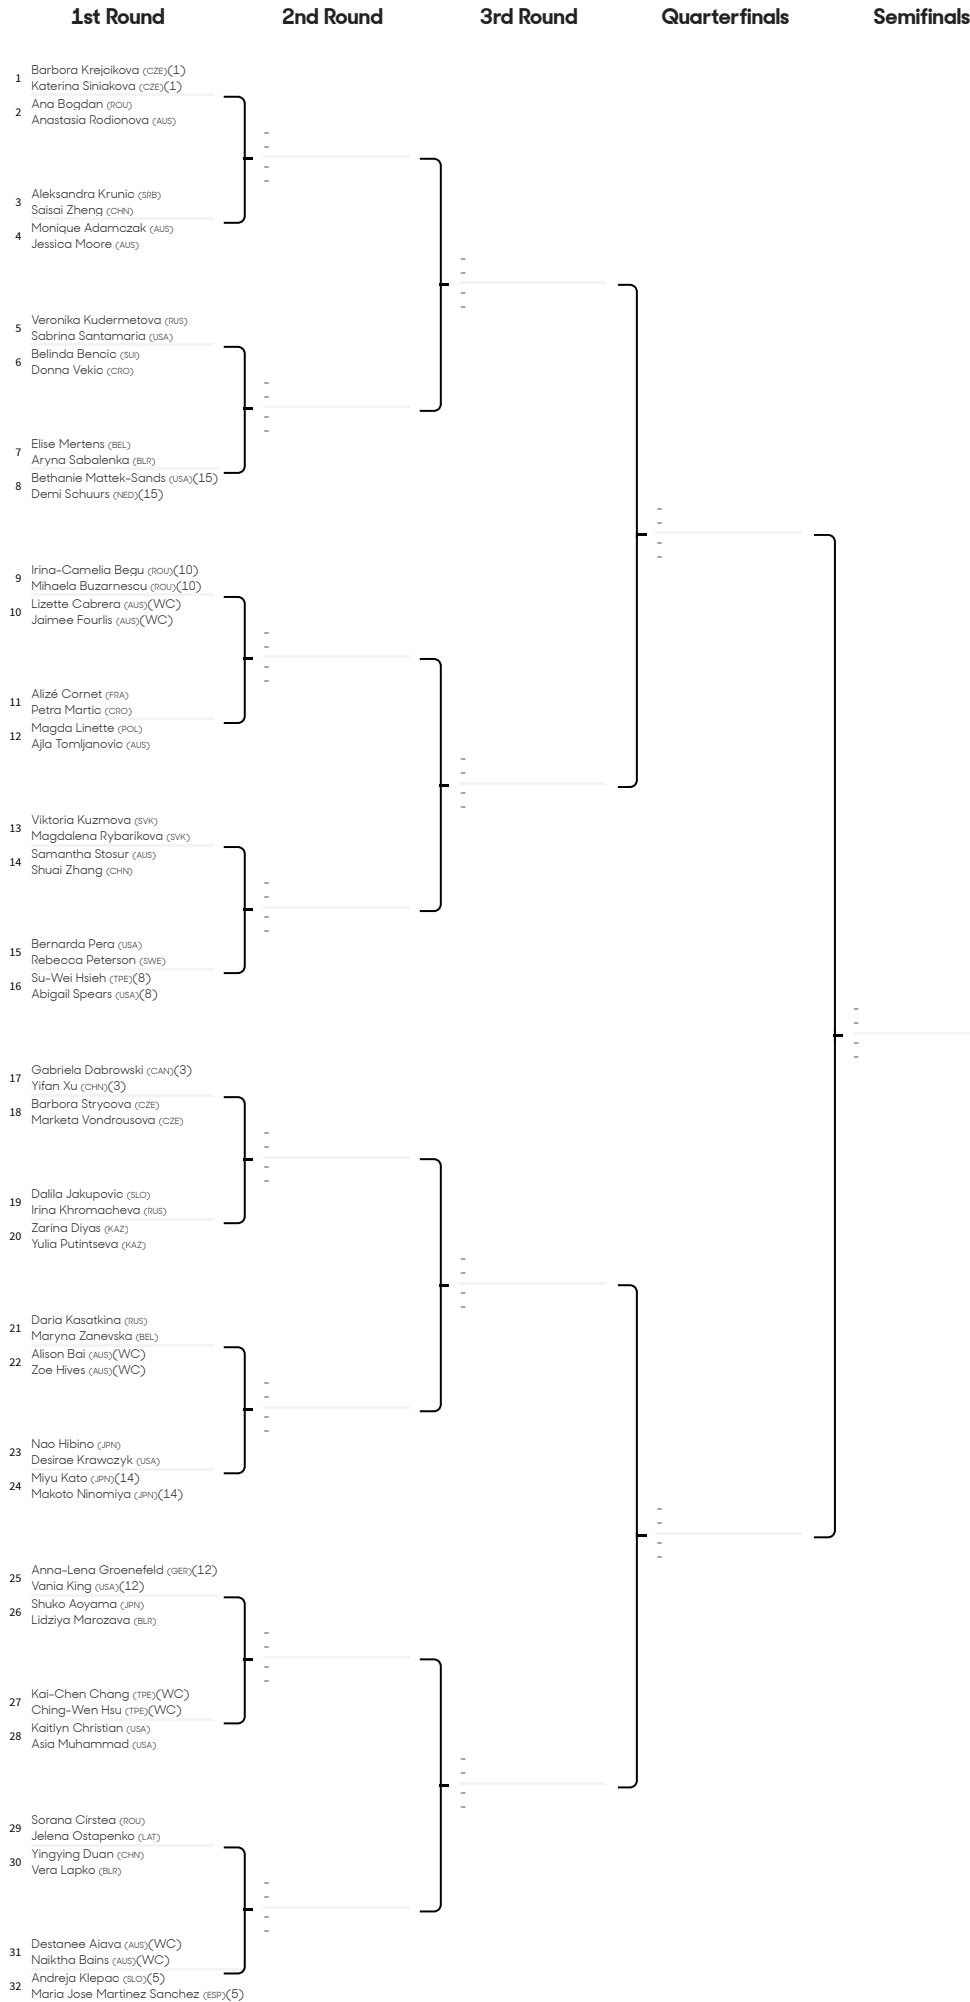 1st Round
2nd Round
3rd Round
Quarterfinals
Semifinals
1
Barbora Krejcikova (CZE)(1)
Katerina Siniakova (CZE)(1)
2
Ana Bogdan (ROU)
Anastasia Rodionova (AUS)
3
Aleksandra Krunic (SRB)
Saisai Zheng (CHN)
4
Monique Adamczak (AUS)
Jessica Moore (AUS)
5
Veronika Kudermetova (RUS)
Sabrina Santamaria (USA)
6
Belinda Bencic (SUI)
Donna Vekic (CRO)
7
Elise Mertens (BEL)
Aryna Sabalenka (BLR)
8
Bethanie Mattek-Sands (USA)(15)
Demi Schuurs (NED)(15)
9
Irina-Camelia Begu (ROU)(10)
Mihaela Buzarnescu (ROU)(10)
10
Lizette Cabrera (AUS)(WC)
Jaimee Fourlis (AUS)(WC)
11
Alizé Cornet (FRA)
Petra Martic (CRO)
12
Magda Linette (POL)
Ajla Tomljanovic (AUS)
13
Viktoria Kuzmova (SVK)
Magdalena Rybarikova (SVK)
14
Samantha Stosur (AUS)
Shuai Zhang (CHN)
15
Bernarda Pera (USA)
Rebecca Peterson (SWE)
16
Su-Wei Hsieh (TPE)(8)
Abigail Spears (USA)(8)
17
Gabriela Dabrowski (CAN)(3)
Yifan Xu (CHN)(3)
18
Barbora Strycova (CZE)
Marketa Vondrousova (CZE)
19
Dalila Jakupovic (SLO)
Irina Khromacheva (RUS)
20
Zarina Diyas (KAZ)
Yulia Putintseva (KAZ)
21
Daria Kasatkina (RUS)
Maryna Zanevska (BEL)
22
Alison Bai (AUS)(WC)
Zoe Hives (AUS)(WC)
23
Nao Hibino (JPN)
Desirae Krawczyk (USA)
24
Miyu Kato (JPN)(14)
Makoto Ninomiya (JPN)(14)
25
Anna-Lena Groenefeld (GER)(12)
Vania King (USA)(12)
26
Shuko Aoyama (JPN)
Lidziya Marozava (BLR)
27
Kai-Chen Chang (TPE)(WC)
Ching-Wen Hsu (TPE)(WC)
28
Kaitlyn Christian (USA)
Asia Muhammad (USA)
29
Sorana Cirstea (ROU)
Jelena Ostapenko (LAT)
30
Yingying Duan (CHN)
Vera Lapko (BLR)
31
Destanee Aiava (AUS)(WC)
Naiktha Bains (AUS)(WC)
32
Andreja Klepac (SLO)(5)
Maria Jose Martinez Sanchez (ESP)(5)